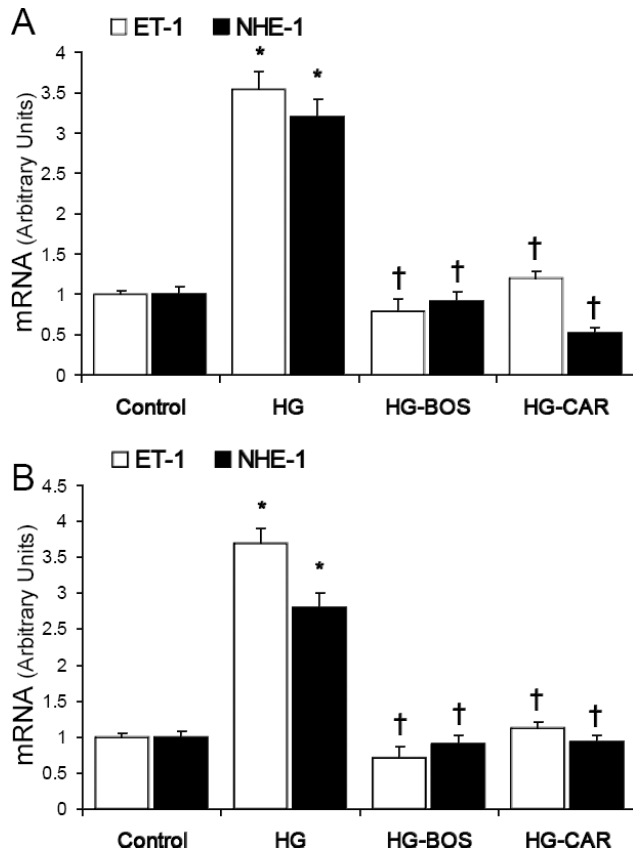 A
ET-1 NHE-1
mRNA (Arbitrary Units)
4
3.5
3
2.5
2
1.5
1
0.5
0
* *
† † † †
Control HG HG-BOS HG-CAR
B
ET-1 NHE-1
mRNA (Arbitrary Units)
4.5
4
3.5
3
2.5
2
1.5
1
0.5
0
* *
† † † †
Control HG HG-BOS HG-CAR